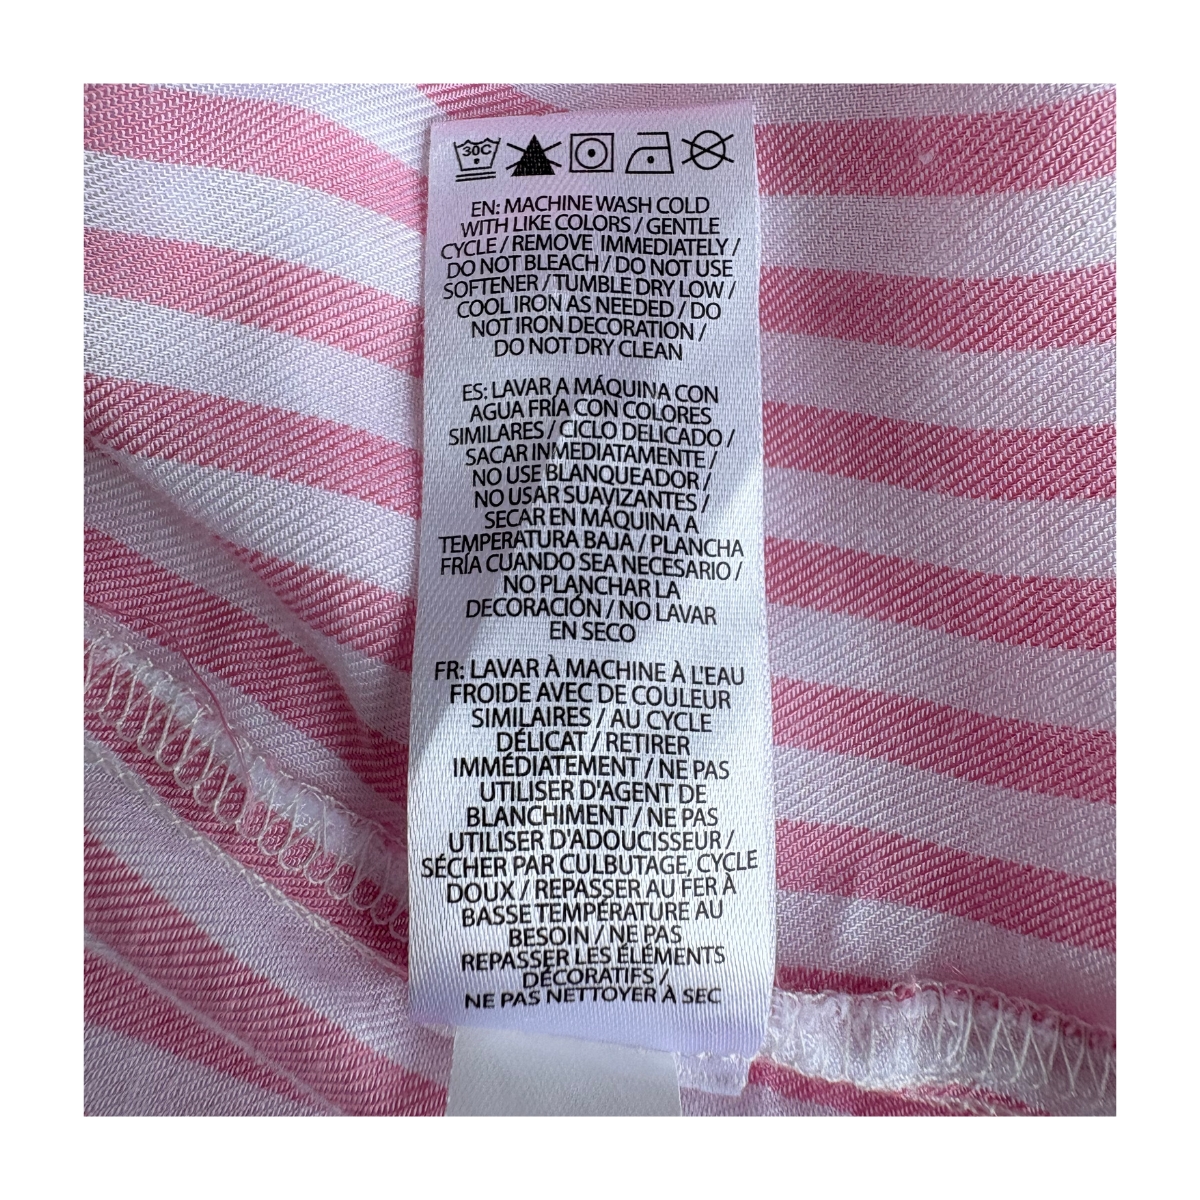 30C
EN: MACHINE WASH COLD
WITH LIKE COLORS / GENTLE
CYCLE / REMOVE IMMEDIATELY /
DO NOT BLEACH / DO NOT USE
SOFTENER / TUMBLE DRY LOW /
COOL IRON AS NEEDED / DO
NOT IRON DECORATION /
DO NOT DRY CLEAN
ES: LAVAR A MÁQUINA CON
AGUA FRÍA CON COLORES
SIMILARES / CICLO DELICADO /
SACAR INMEDIATAMENTE /
NO USE BLANQUEADOR /
NO USAR SUAVIZANTES /
SECAR EN MÁQUINA A
TEMPERATURA BAJA / PLANCHA
FRÍA CUANDO SEA NECESARIO /
NO PLANCHAR LA
DECORACIÓN / NO LAVAR
EN SECO
FR: LAVAR À MACHINE À L'EAU
FROIDE AVEC DE COULEUR
SIMILAIRES / AU CYCLE
DÉLICAT / RETIRER
IMMÉDIATEMENT / NE PAS
UTILISER D'AGENT DE
BLANCHIMENT / NE PAS
UTILISER D'ADOUCISSEUR /
SÉCHER PAR CULBUTAGE, CYCLE
DOUX / REPASSER AU FER À
BASSE TEMPÉRATURE AU
BESOIN / NE PAS
REPASSER LES ÉLÉMENTS
DÉCORATIFS /
NE PAS NETTOYER À SEC